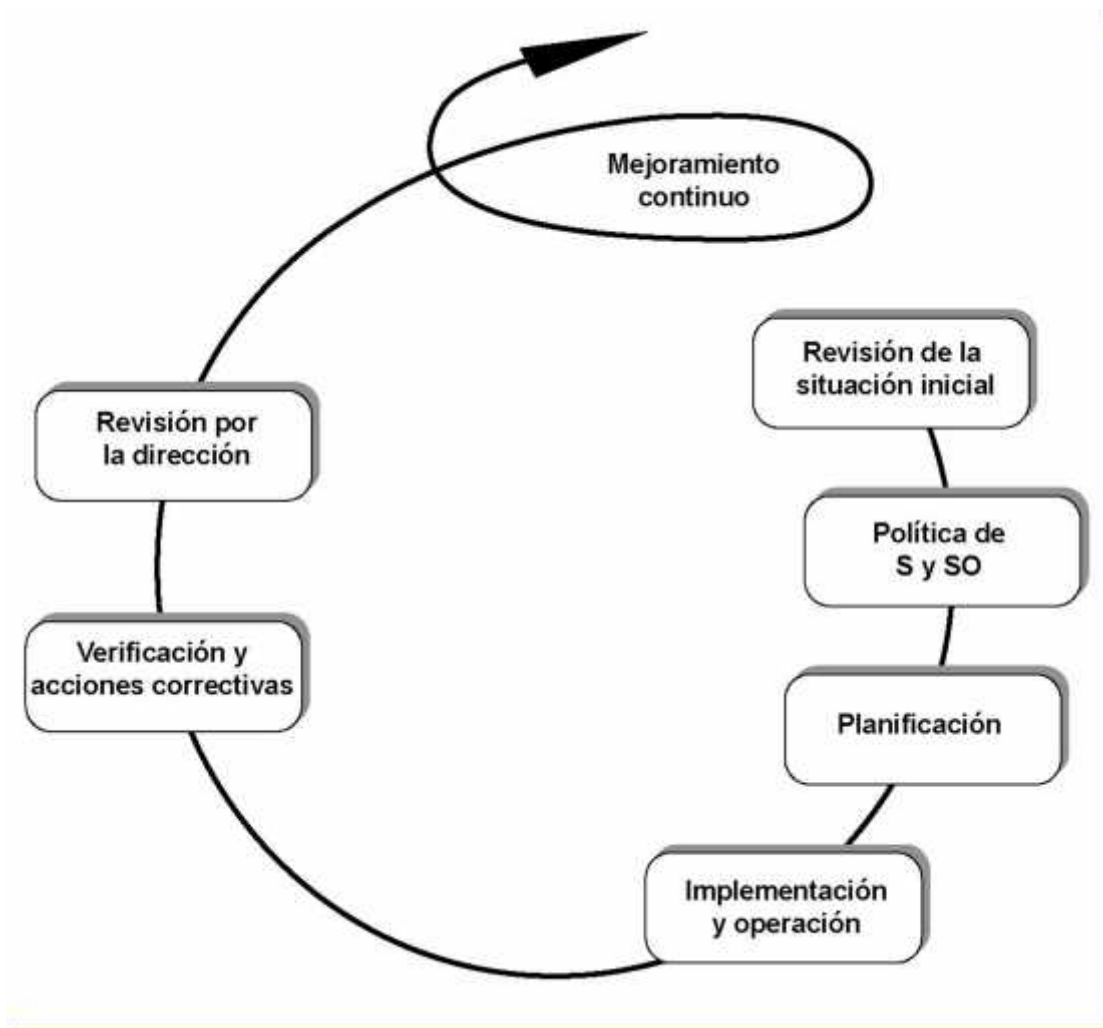 Mejoramiento
continuo
Revisión de la
situación inicial
Política de
S y SO
Planificación
Implementación
y operación
Verificación y
acciones correctivas
Revisión por
la dirección